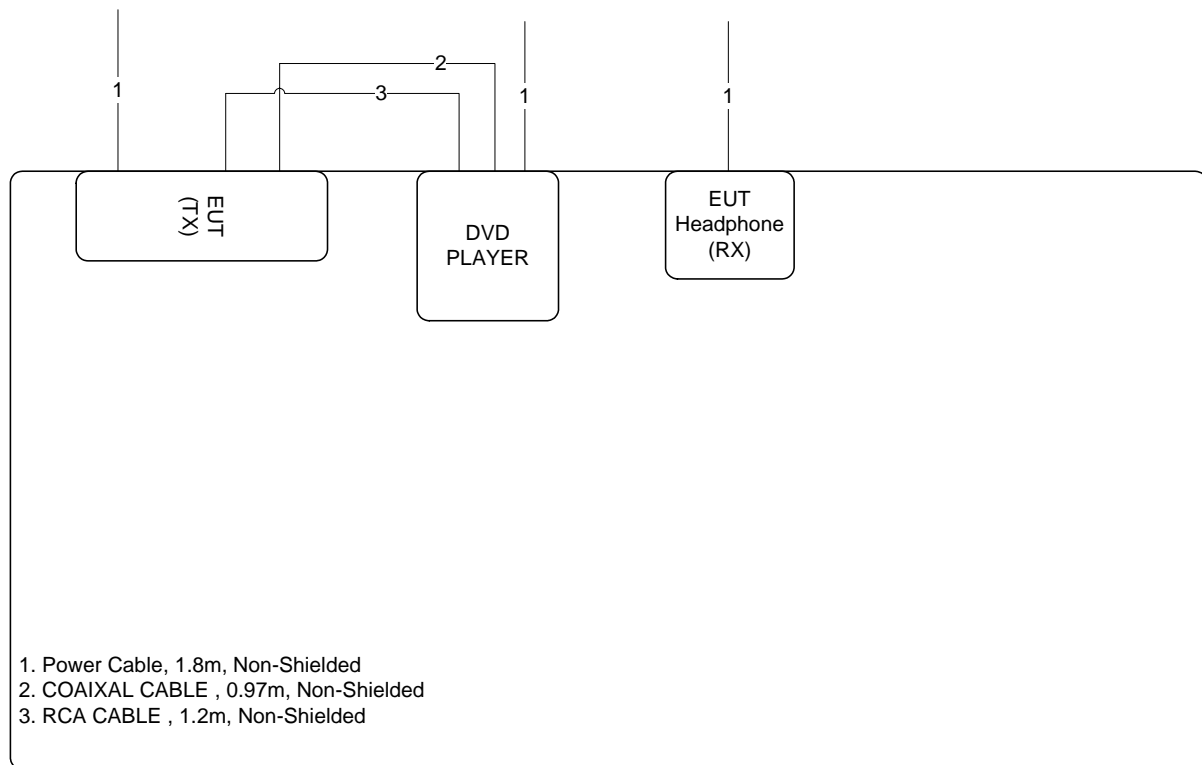 2
1
3
1
1
EUT
(TX)
DVD
PLAYER
EUT
Headphone
(RX)
1. Power Cable, 1.8m, Non-Shielded
2. COAIXAL CABLE , 0.97m, Non-Shielded
3. RCA CABLE , 1.2m, Non-Shielded